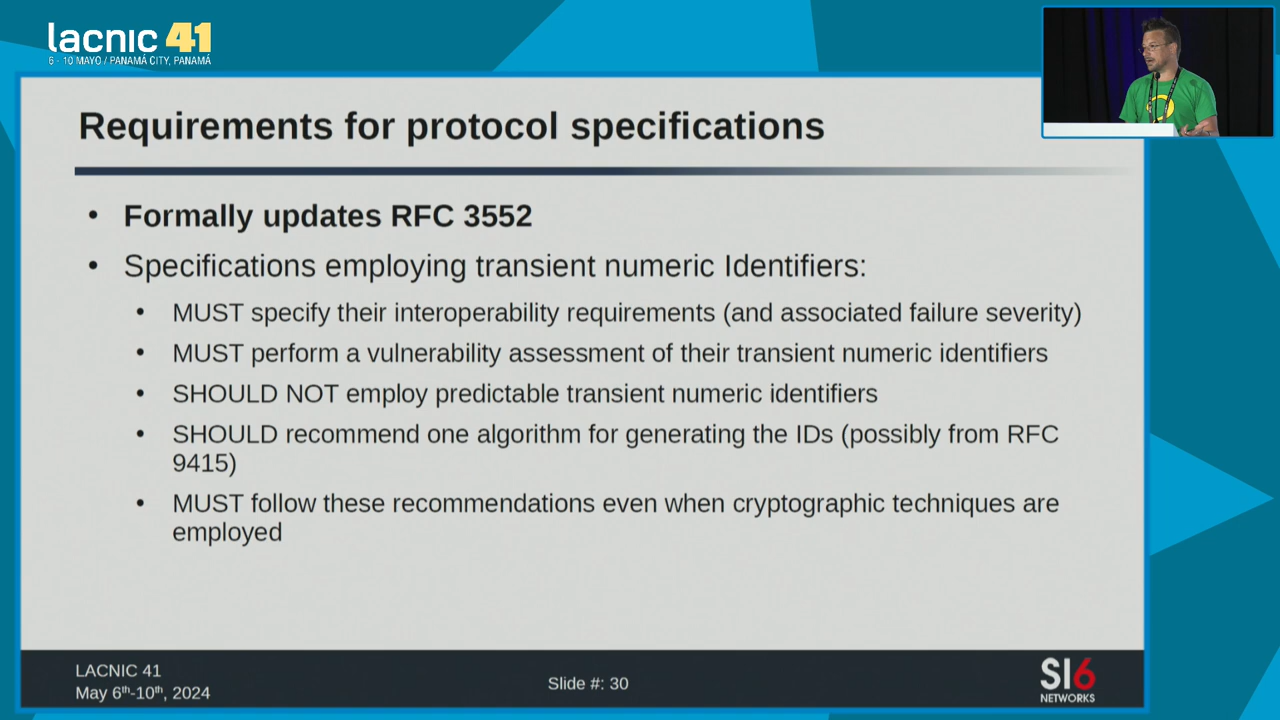 lacnic 41
6 - 10 MAYO / PANAMÁ CITY, PANAMÁ
Requirements for protocol specifications
• Formally updates RFC 3552
• Specifications employing transient numeric Identifiers:
• MUST specify their interoperability requirements (and associated failure severity)
• MUST perform a vulnerability assessment of their transient numeric identifiers
• SHOULD NOT employ predictable transient numeric identifiers
• SHOULD recommend one algorithm for generating the IDs (possibly from RFC
9415)
• MUST follow these recommendations even when cryptographic techniques are
employed
LACNIC 41
May 6th-10th, 2024
Slide #: 30
SI6
NETWORKS